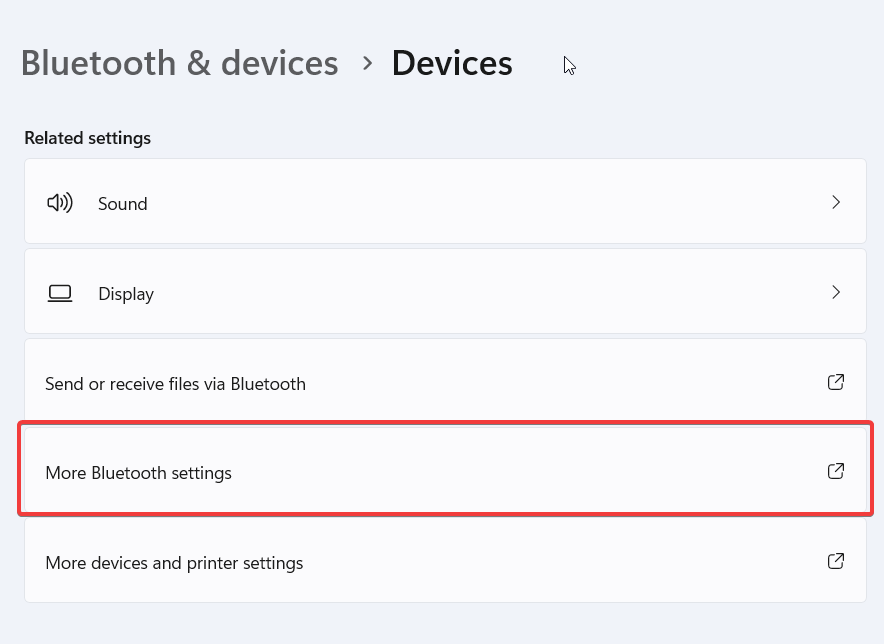 Bluetooth & devices > Devices
Related settings
Sound
Display
Send or receive files via Bluetooth
More Bluetooth settings
More devices and printer settings